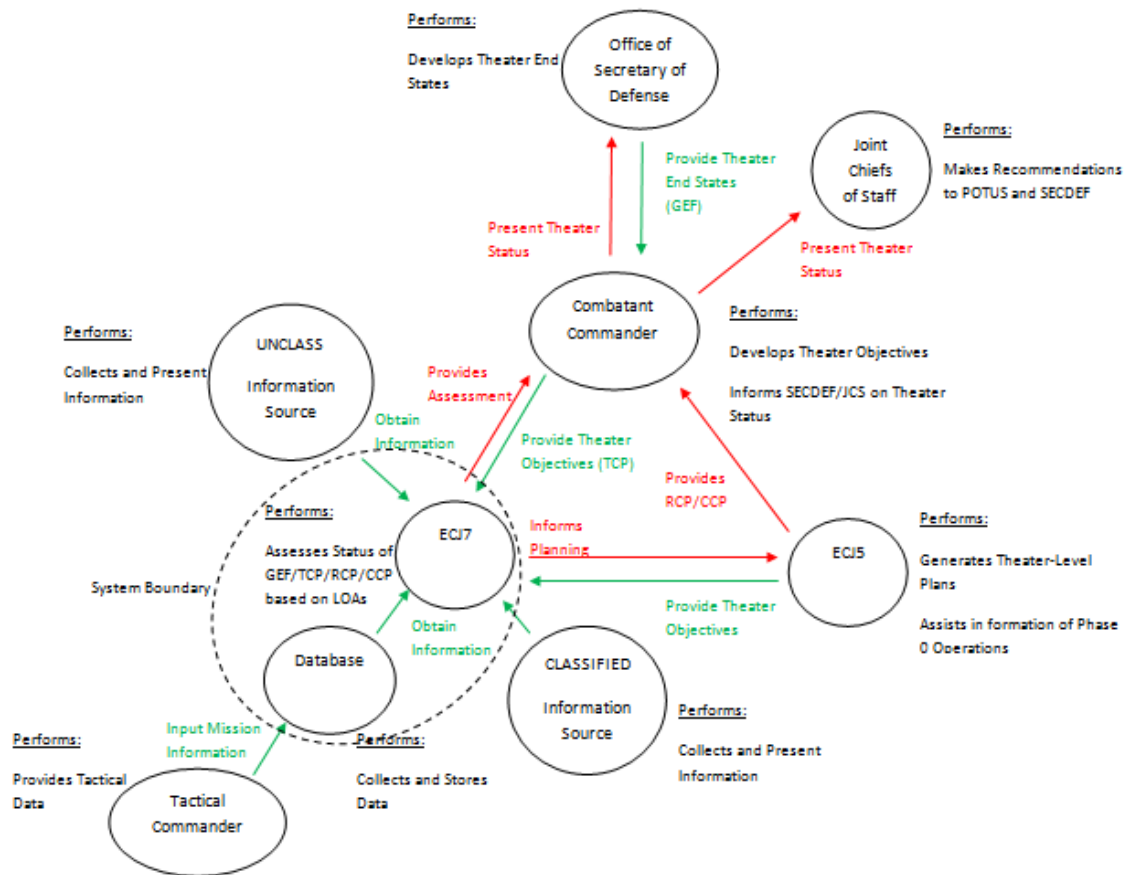 Performs:
Develops Theater End
States
Office of
Secretary of
Defense
Provide Theater
End States
(GEF)
Present Theater
Status
Joint
Chiefs
of Staff
Performs:
Makes Recommendations
to POTUS and SECDEF
Present Theater
Status
Combatant
Commander
Performs:
Develops Theater Objectives
Informs SECDEF/JCS on Theater
Status
Performs:
Collects and Present
Information
UNCLASS
Information
Source
Provides
Assessment
Obtain
Information
Provide Theater
Objectives (TCP)
Provides
RCP/CCP
System Boundary
Performs:
Assesses Status of
GEF/TCP/RCP/CCP
based on LOAs
ECJ7
Informs
Planning
Provide Theater
Objectives
ECJ5
Performs:
Generates Theater-Level
Plans
Assists in formation of Phase
0 Operations
Obtain
Information
Database
CLASSIFIED
Information
Source
Performs:
Collects and Present
Information
Input Mission
Information
Performs:
Collects and Stores
Data
Performs:
Provides Tactical
Data
Tactical
Commander